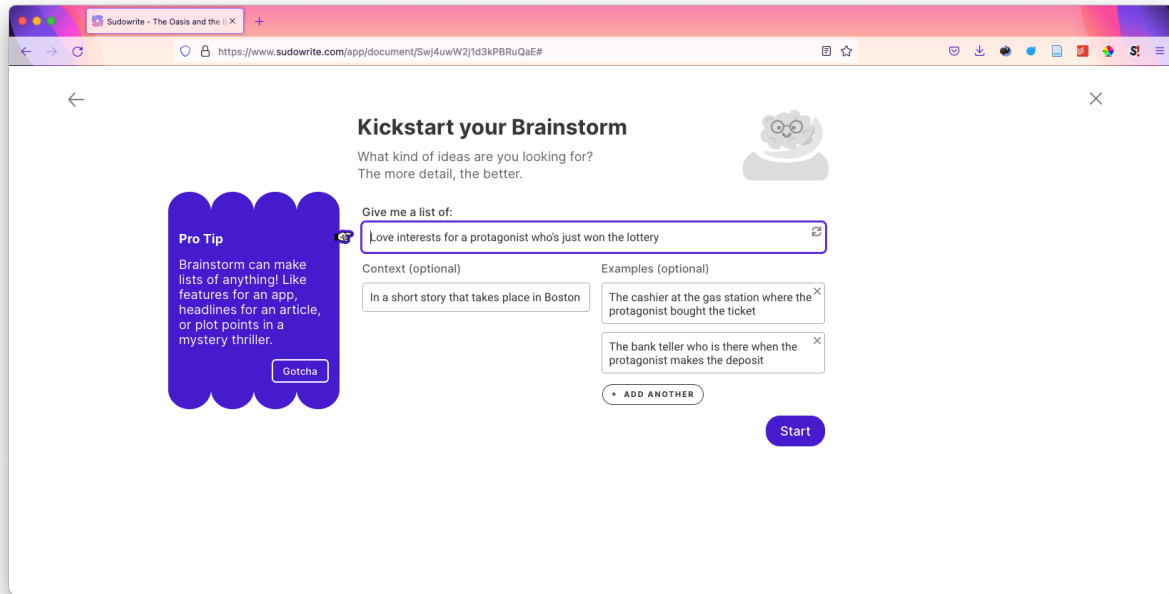 Sudowrite - The Oasis and the
https://www.sudowrite.com/app/document/Swj4uwW2j1d3kPBRuQaE#
S!
Kickstart your Brainstorm
What kind of ideas are you looking for?
The more detail, the better.
Pro Tip
Brainstorm can make
lists of anything! Like
features for an app,
headlines for an article,
or plot points in a
mystery thriller.
Gotcha
Give me a list of:
Love interests for a protagonist who's just won the lottery
Context (optional)
In a short story that takes place in Boston
Examples (optional)
The cashier at the gas station where the
protagonist bought the ticket
The bank teller who is there when the
protagonist makes the deposit
+ ADD ANOTHER
Start